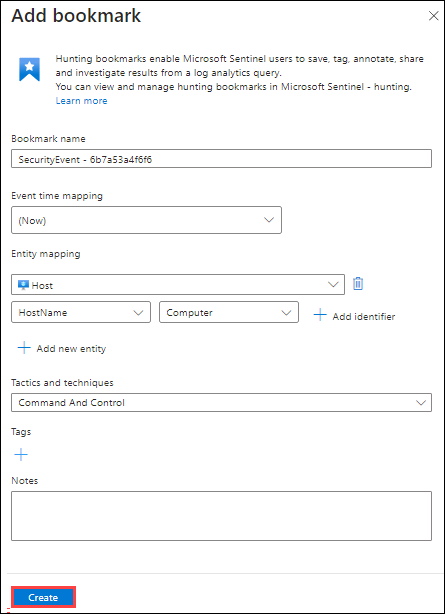 Add bookmark
Hunting bookmarks enable Microsoft Sentinel users to save, tag, annotate, share
and investigate results from a log analytics query.
You can view and manage hunting bookmarks in Microsoft Sentinel - hunting.
Learn more
Bookmark name
SecurityEvent - 6b7a53a4f6f6
Event time mapping
(Now)
Entity mapping
Host
HostName Computer Add identifier
Add new entity
Tactics and techniques
Command And Control
Tags
Notes
Create